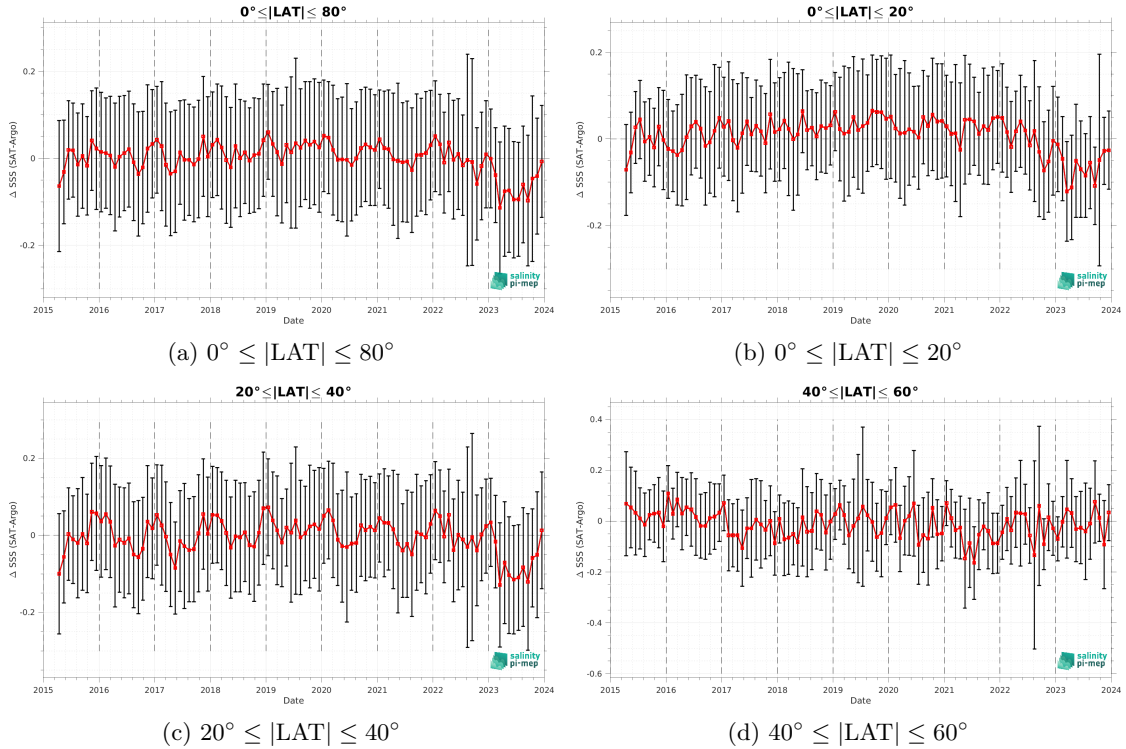 0°≤|LAT|≤ 80°
0.2
0
-0.2
Δ SSS (SAT-Argo)
2015 2016 2017 2018 2019 2020 2021 2022 2023 2024
Date
salinity
pi-mep
(a) 0° ≤ |LAT| ≤ 80°
0°≤|LAT|≤ 20°
0.2
0
-0.2
Δ SSS (SAT-Argo)
2015 2016 2017 2018 2019 2020 2021 2022 2023 2024
Date
salinity
pi-mep
(b) 0° ≤ |LAT| ≤ 20°
20°≤|LAT|≤ 40°
0.2
0
-0.2
Δ SSS (SAT-Argo)
2015 2016 2017 2018 2019 2020 2021 2022 2023 2024
Date
salinity
pi-mep
(c) 20° ≤ |LAT| ≤ 40°
40°≤|LAT|≤ 60°
0.4
0.2
0
-0.2
-0.4
-0.6
Δ SSS (SAT-Argo)
2015 2016 2017 2018 2019 2020 2021 2022 2023 2024
Date
salinity
pi-mep
(d) 40° ≤ |LAT| ≤ 60°